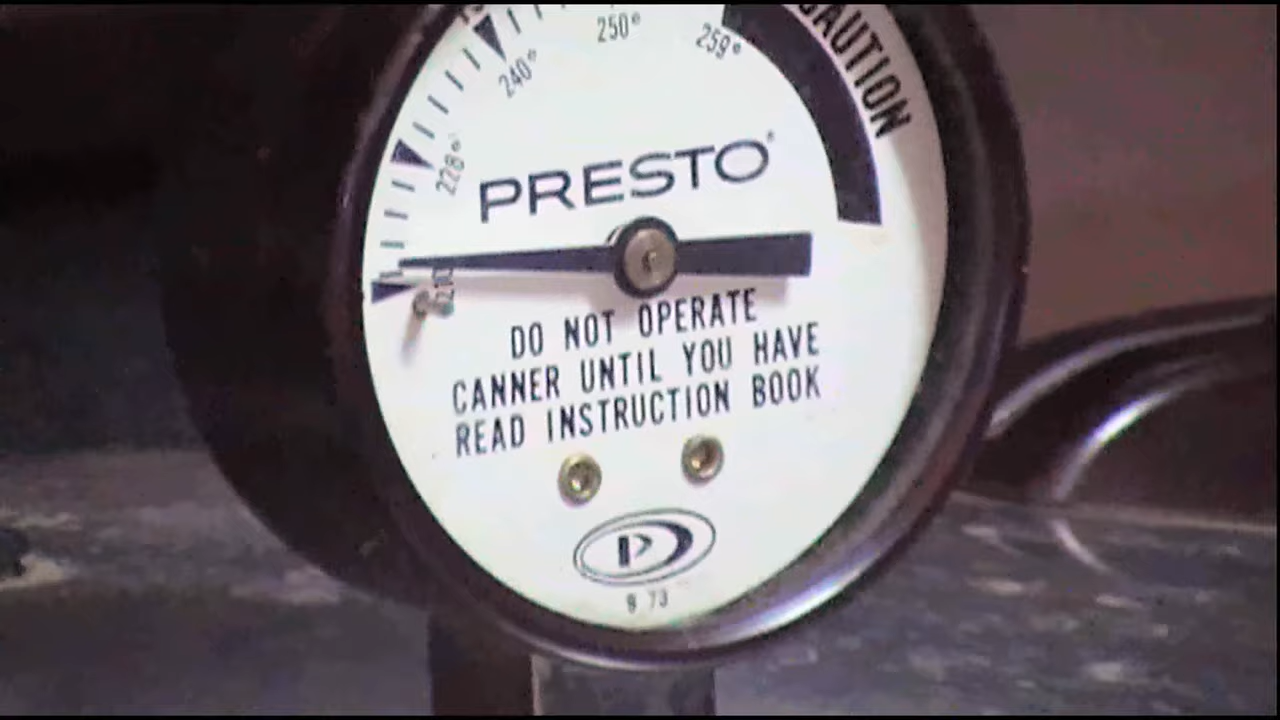 250°
259°
240°
CAUTION
228°
PRESTO
DO NOT OPERATE
CANNER UNTIL YOU HAVE
READ INSTRUCTION BOOK
P